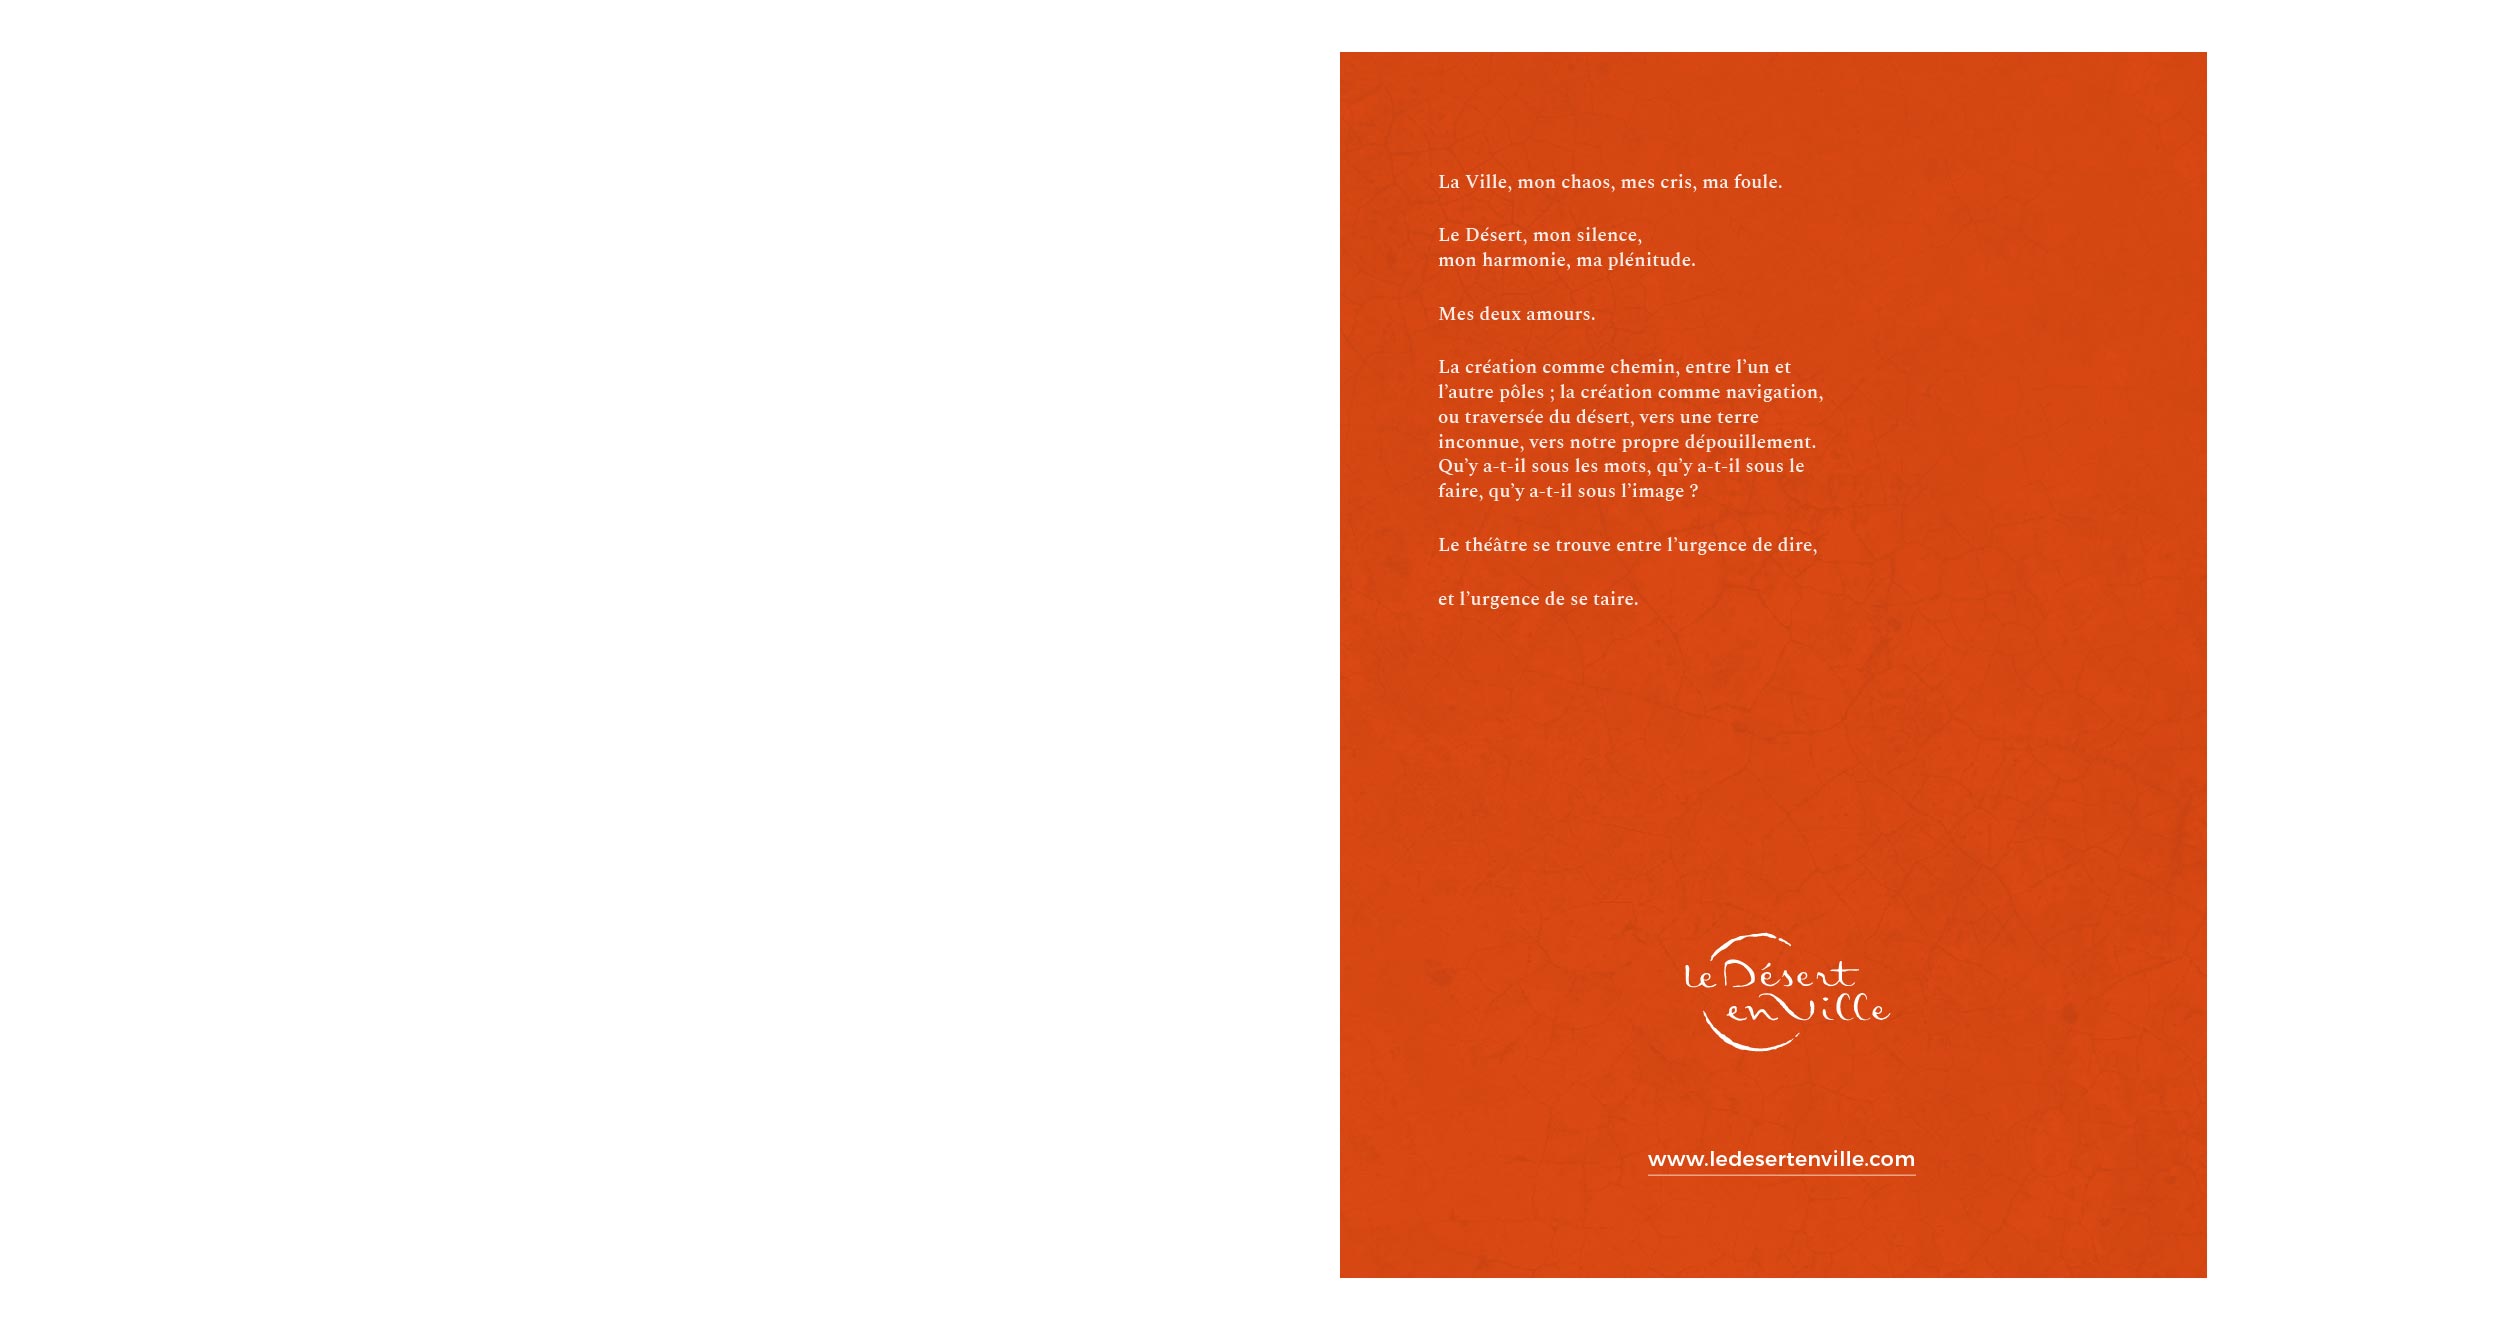 La Ville, mon chaos, mes cris, ma foule.
Le Désert, mon silence,
mon harmonie, ma plénitude.
Mes deux amours.
La création comme chemin, entre l’un et
l’autre pôles ; la création comme navigation,
ou traversée du désert, vers une terre
inconnue, vers notre propre dépouillement.
Qu’y a-t-il sous les mots, qu’y a-t-il sous le
faire, qu’y a-t-il sous l’image ?
Le théâtre se trouve entre l’urgence de dire,
et l’urgence de se taire.
le Désert
en Ville
www.ledesertenville.com